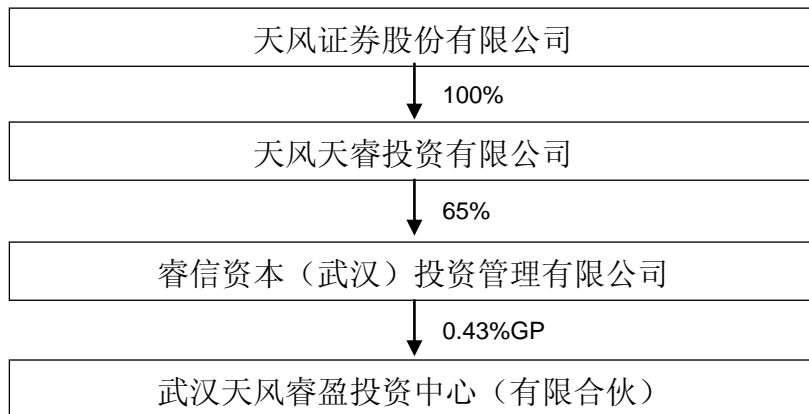 天风证券股份有限公司
100%
天风天睿投资有限公司
65%
睿信资本（武汉）投资管理有限公司
0.43%GP
武汉天风睿盈投资中心（有限合伙）